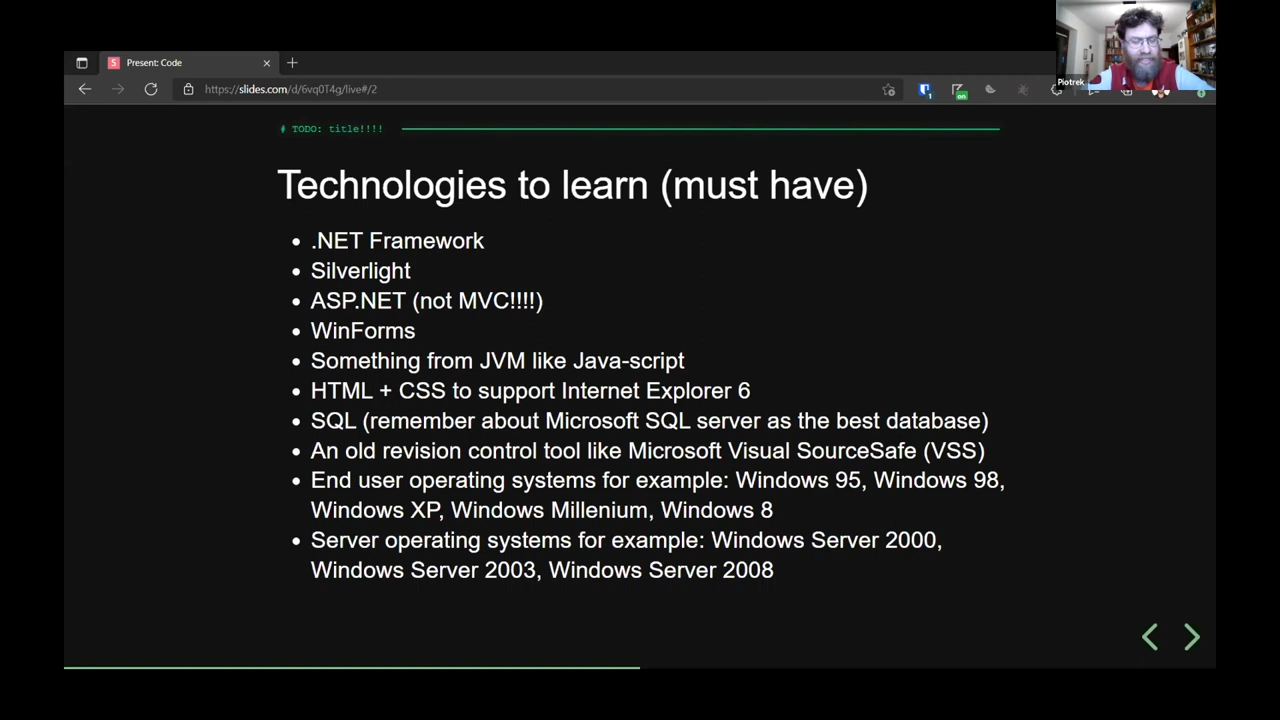 Present: Code
https://slides.com/d/6vq0T4g/live#/2
Piotrek
1
on
# TODO: title!!!!
Technologies to learn (must have)
.NET Framework
Silverlight
ASP.NET (not MVC!!!!)
WinForms
Something from JVM like Java-script
HTML + CSS to support Internet Explorer 6
SQL (remember about Microsoft SQL server as the best database)
An old revision control tool like Microsoft Visual SourceSafe (VSS)
End user operating systems for example: Windows 95, Windows 98,
Windows XP, Windows Millenium, Windows 8
Server operating systems for example: Windows Server 2000,
Windows Server 2003, Windows Server 2008